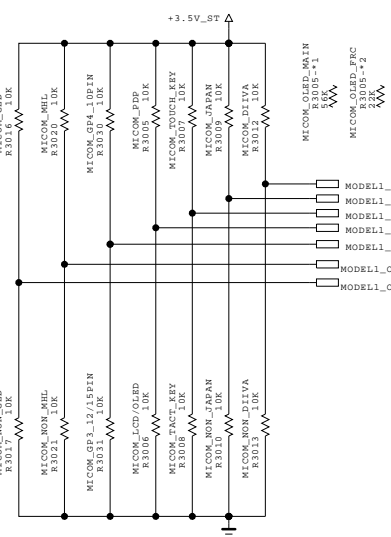 +3.5V_ST
10K
R3016
MICOM_MHL
10K
R3020
MICOM_GP4_10PIN
10K
R3030
MICOM_PDP
10K
R3005
MICOM_TOUCH_KEY
10K
R3007
MICOM_JAPAN
10K
R3009
MICOM_DIIVA
10K
R3012
MICOM_OLED_MAIN
R3005-*1
56K
MICOM_OLED_FRC
R3005-*2
22K
MODEL1_
MODEL1_
MODEL1_
MODEL1_
MODEL1_
MODEL1_O
MODEL1_O
10K
R3017
MICOM_NON_MHL
10K
R3021
MICOM_GP3_12/15PIN
10K
R3031
MICOM_LCD/OLED
10K
R3006
MICOM_TACT_KEY
10K
R3008
MICOM_NON_JAPAN
10K
R3010
MICOM_NON_DIIVA
10K
R3013